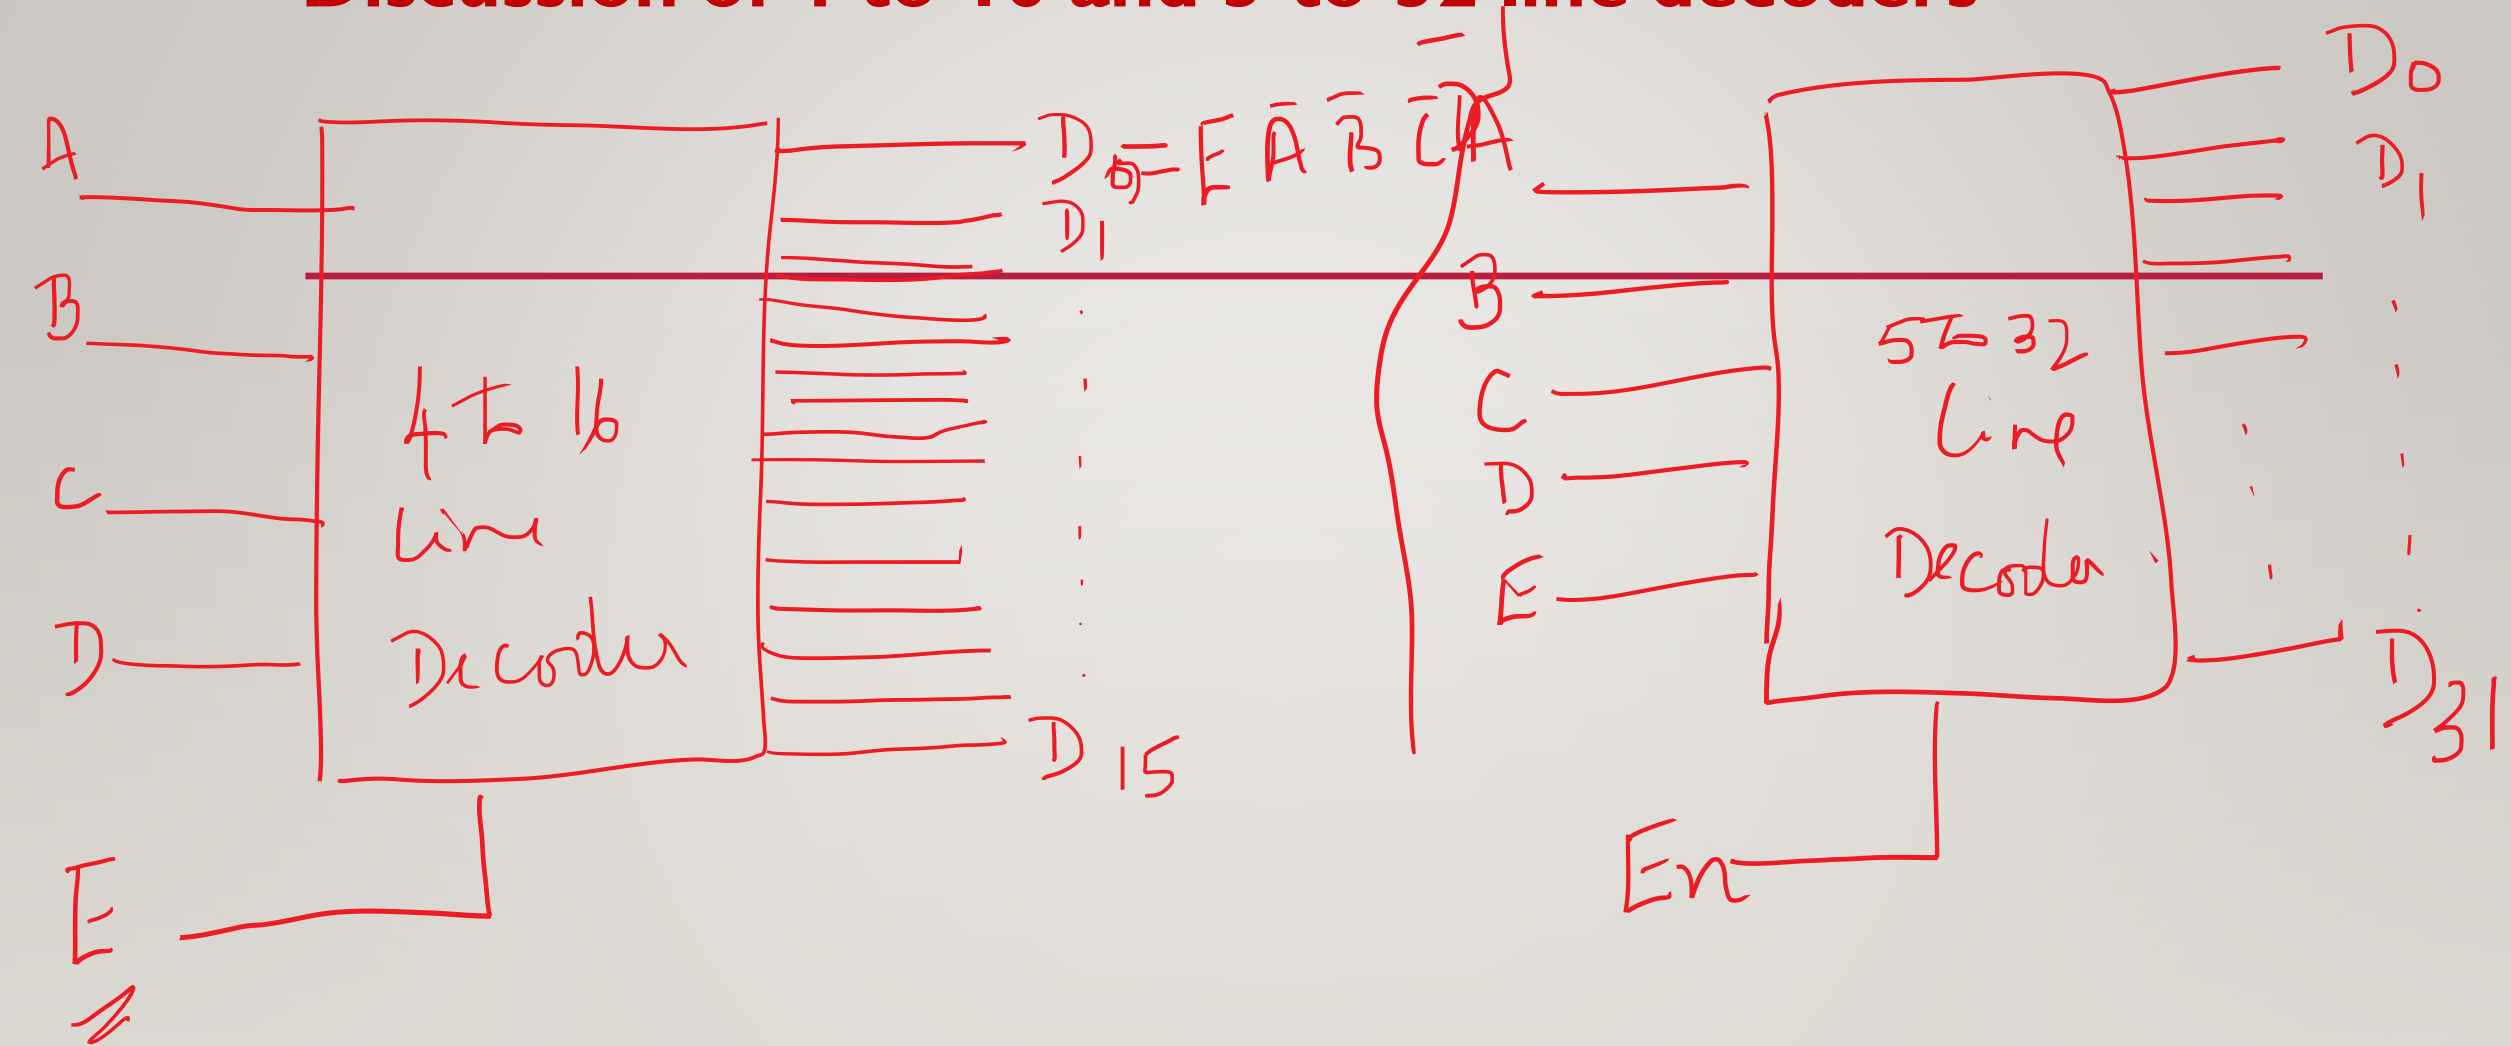 A
B
C
D
E
4 To 16
Line
Decoder
D0 = E A̅ B̅ C̅ D̅
D1
D15
A
B
C
D
E
5 To 32
Line
Decoder
En
D0
D1
D31